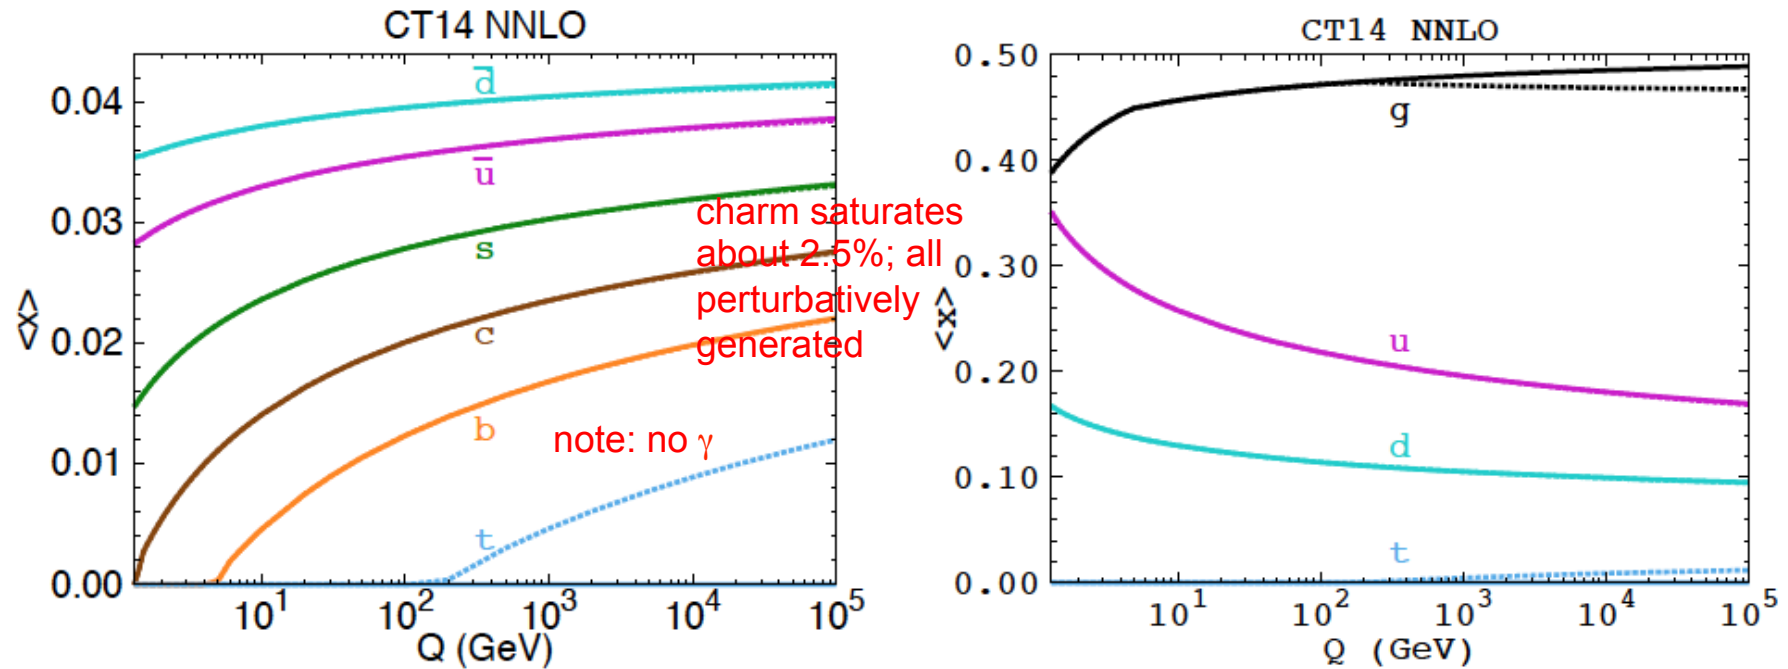 CT14 NNLO
0.04
0.03
0.02
0.01
0.00
<x>
d̅
u̅
s
c
b
t
note: no γ
10¹ 10² 10³ 10⁴ 10⁵
Q (GeV)
charm saturates
about 2.5%; all
perturbatively
generated
CT14 NNLO
0.50
0.40
0.30
0.20
0.10
0.00
<x>
g
u
d
t
10¹ 10² 10³ 10⁴ 10⁵
Q (GeV)